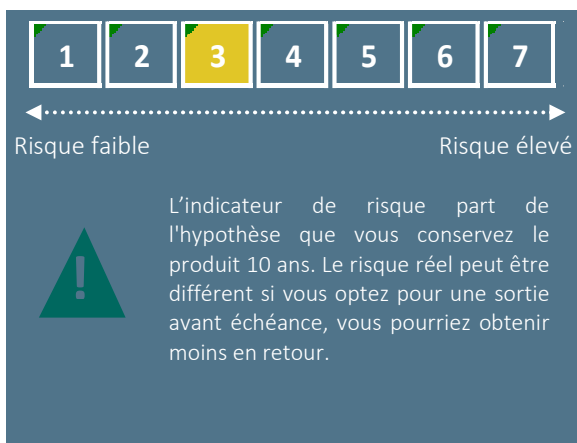 1 2 3 4 5 6 7
Risque faible Risque élevé
L’indicateur de risque part de
l'hypothèse que vous conservez le
produit 10 ans. Le risque réel peut être
différent si vous optez pour une sortie
avant échéance, vous pourriez obtenir
moins en retour.
!